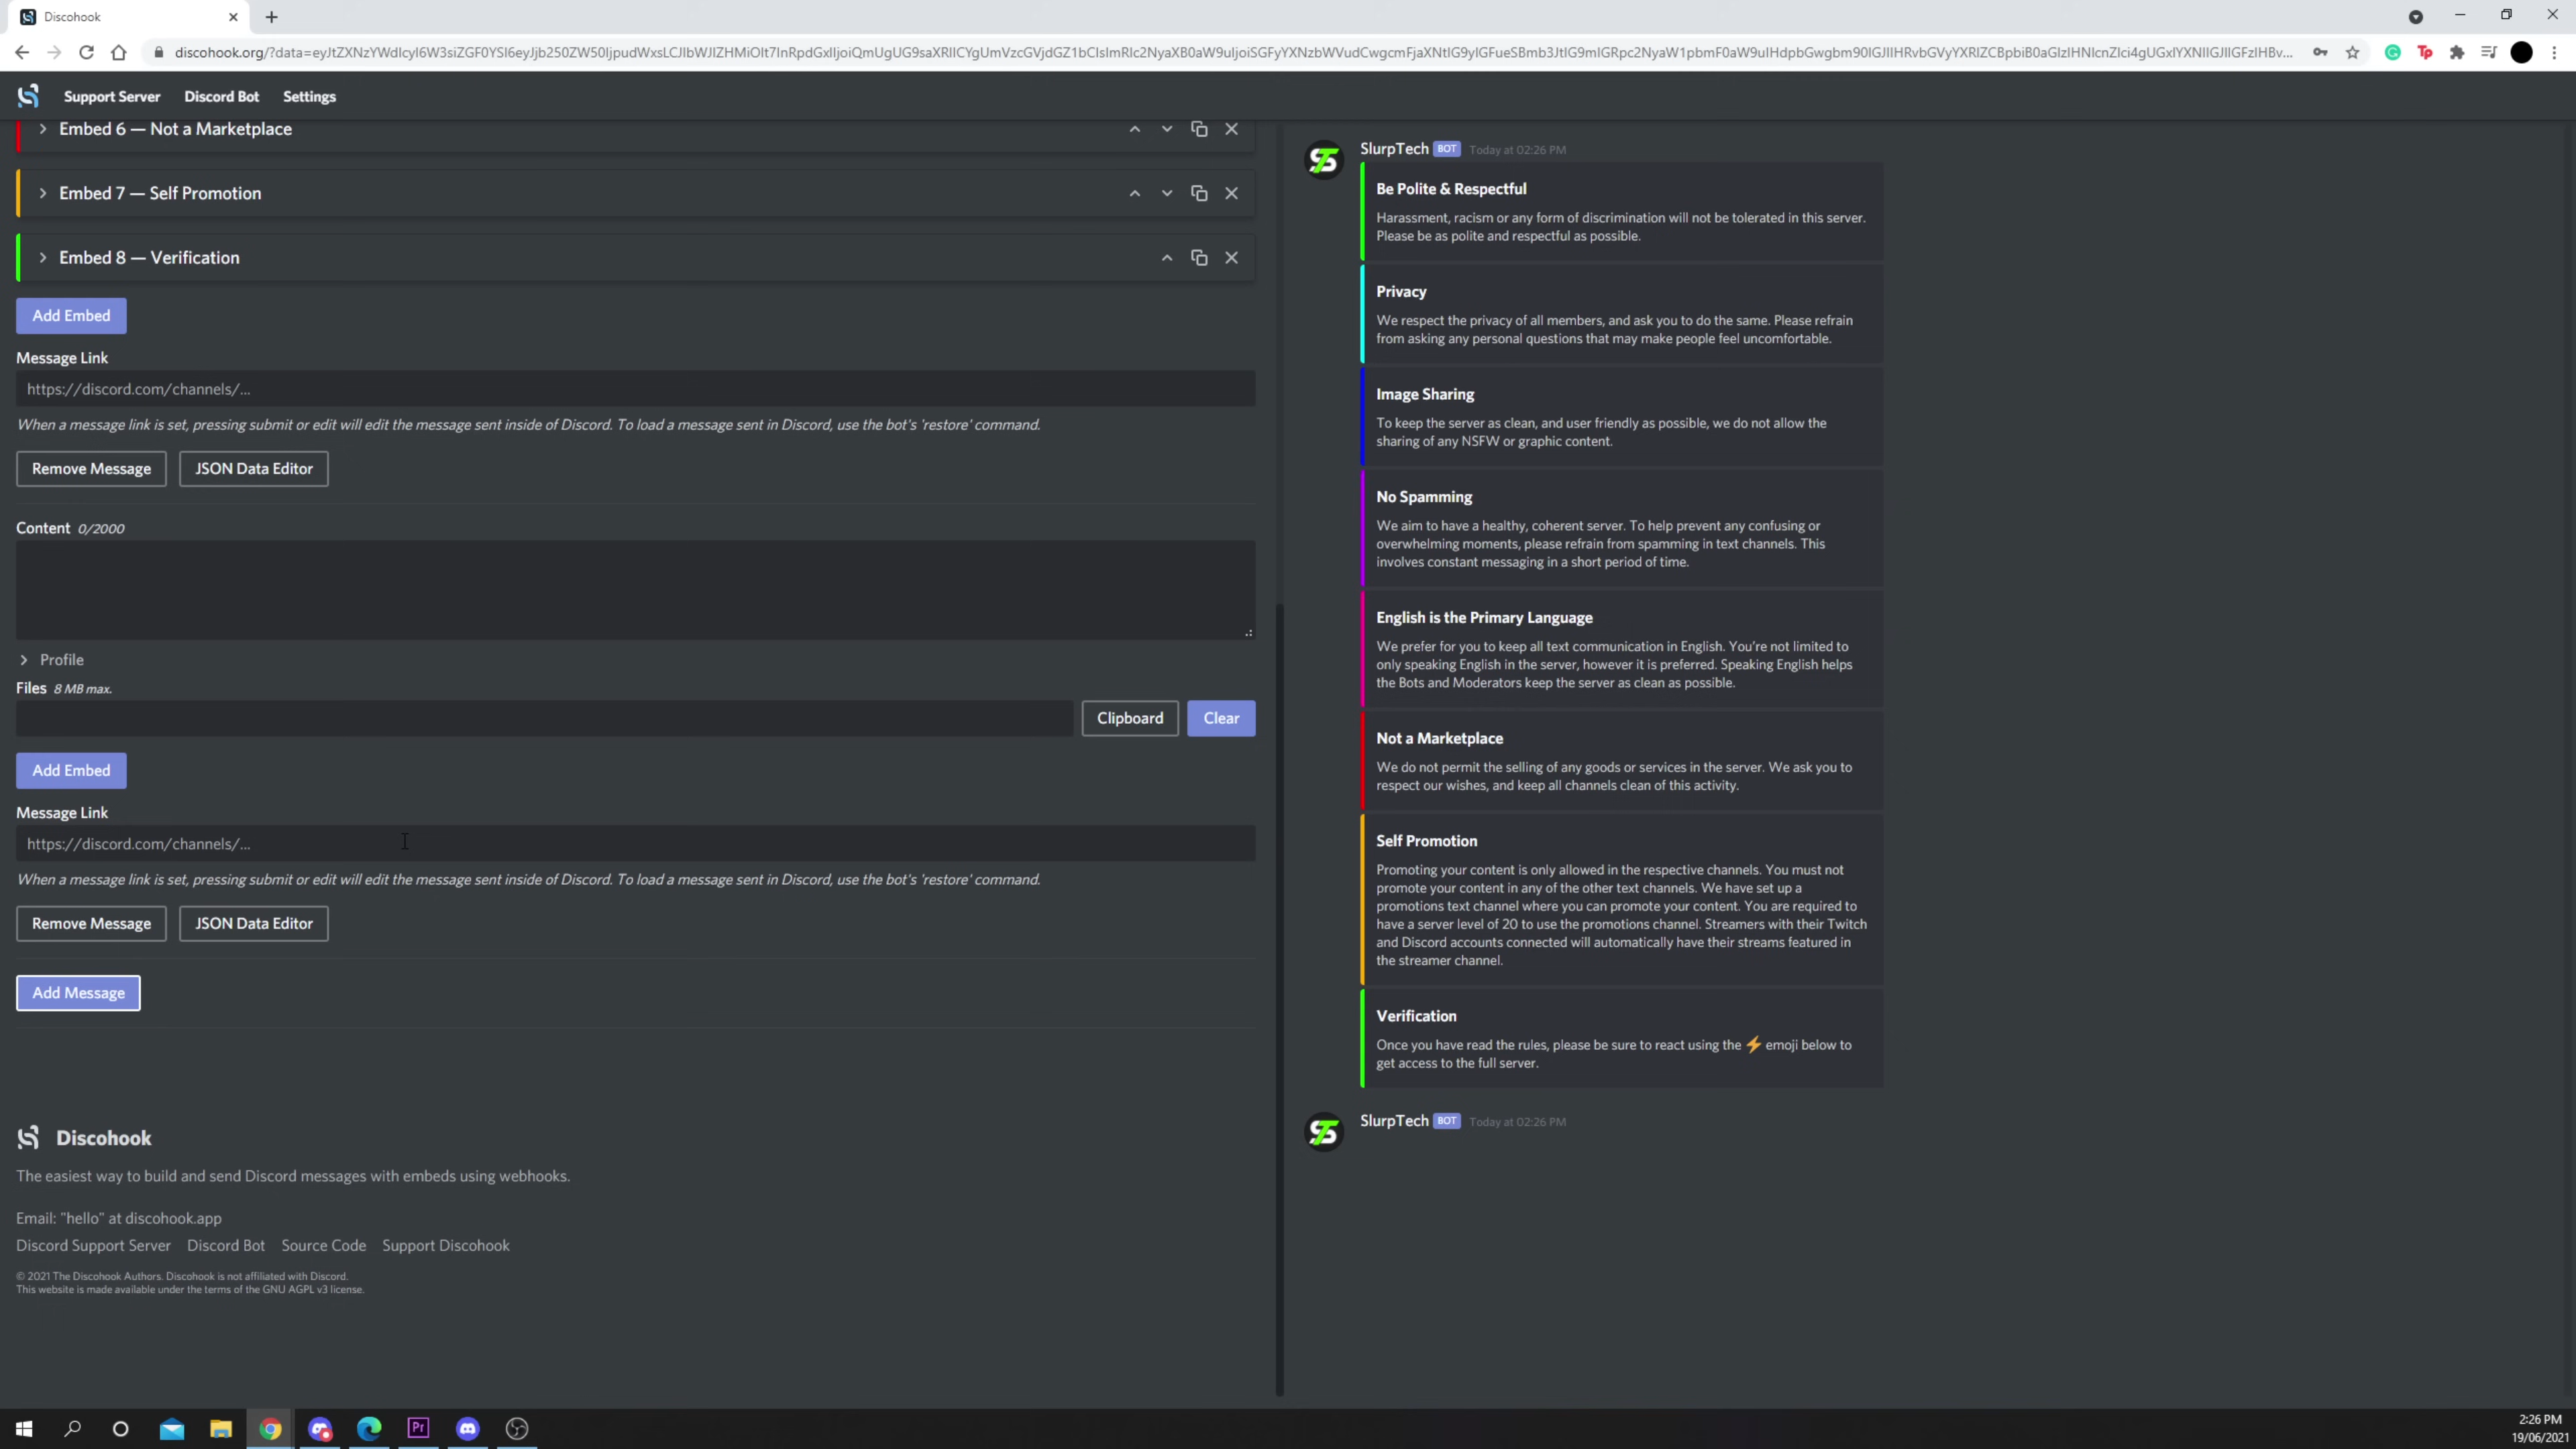 Discohook
discohook.org/?data=eyJtZXNzYWdlcyI6W3siZGF0YSI6eyJjb250ZW50IjpudWxsLCJlbWJlZHMiOlt7InRpdGxlIjoiQmUgUG9saXRlICYgUmVzcGVjdGZ1bCIsImRlc2NyaXB0aW9uIjoiSGFyYXNzbWVudCwgcmFjaXNtIG9yIGFueSBmb3JtIG9mIGRpc2NyaW1pbmF0aW9uIHdpbGwgbm90IGJlIHRvbGVyYXRlZCBpbiB0aGlzIHNlcnZlci4gUGxlYXNlIGJlIGFzIHBv...
Support Server Discord Bot Settings
Embed 6 — Not a Marketplace
Embed 7 — Self Promotion
Embed 8 — Verification
Add Embed
Message Link
https://discord.com/channels/...
When a message link is set, pressing submit or edit will edit the message sent inside of Discord. To load a message sent in Discord, use the bot's 'restore' command.
Remove Message JSON Data Editor
Content 0/2000
Profile
Files 8 MB max.
Clipboard Clear
Add Embed
Message Link
https://discord.com/channels/...
When a message link is set, pressing submit or edit will edit the message sent inside of Discord. To load a message sent in Discord, use the bot's 'restore' command.
Remove Message JSON Data Editor
Add Message
Discohook
The easiest way to build and send Discord messages with embeds using webhooks.
Email: "hello" at discohook.app
Discord Support Server Discord Bot Source Code Support Discohook
© 2021 The Discohook Authors. Discohook is not affiliated with Discord.
This website is made available under the terms of the GNU AGPL v3 license.
SlurpTech BOT Today at 02:26 PM
Be Polite & Respectful
Harassment, racism or any form of discrimination will not be tolerated in this server.
Please be as polite and respectful as possible.
Privacy
We respect the privacy of all members, and ask you to do the same. Please refrain
from asking any personal questions that may make people feel uncomfortable.
Image Sharing
To keep the server as clean, and user friendly as possible, we do not allow the
sharing of any NSFW or graphic content.
No Spamming
We aim to have a healthy, coherent server. To help prevent any confusing or
overwhelming moments, please refrain from spamming in text channels. This
involves constant messaging in a short period of time.
English is the Primary Language
We prefer for you to keep all text communication in English. You're not limited to
only speaking English in the server, however it is preferred. Speaking English helps
the Bots and Moderators keep the server as clean as possible.
Not a Marketplace
We do not permit the selling of any goods or services in the server. We ask you to
respect our wishes, and keep all channels clean of this activity.
Self Promotion
Promoting your content is only allowed in the respective channels. You must not
promote your content in any of the other text channels. We have set up a
promotions text channel where you can promote your content. You are required to
have a server level of 20 to use the promotions channel. Streamers with their Twitch
and Discord accounts connected will automatically have their streams featured in
the streamer channel.
Verification
Once you have read the rules, please be sure to react using the ⚡ emoji below to
get access to the full server.
SlurpTech BOT Today at 02:26 PM
Pr
2:26 PM
19/06/2021